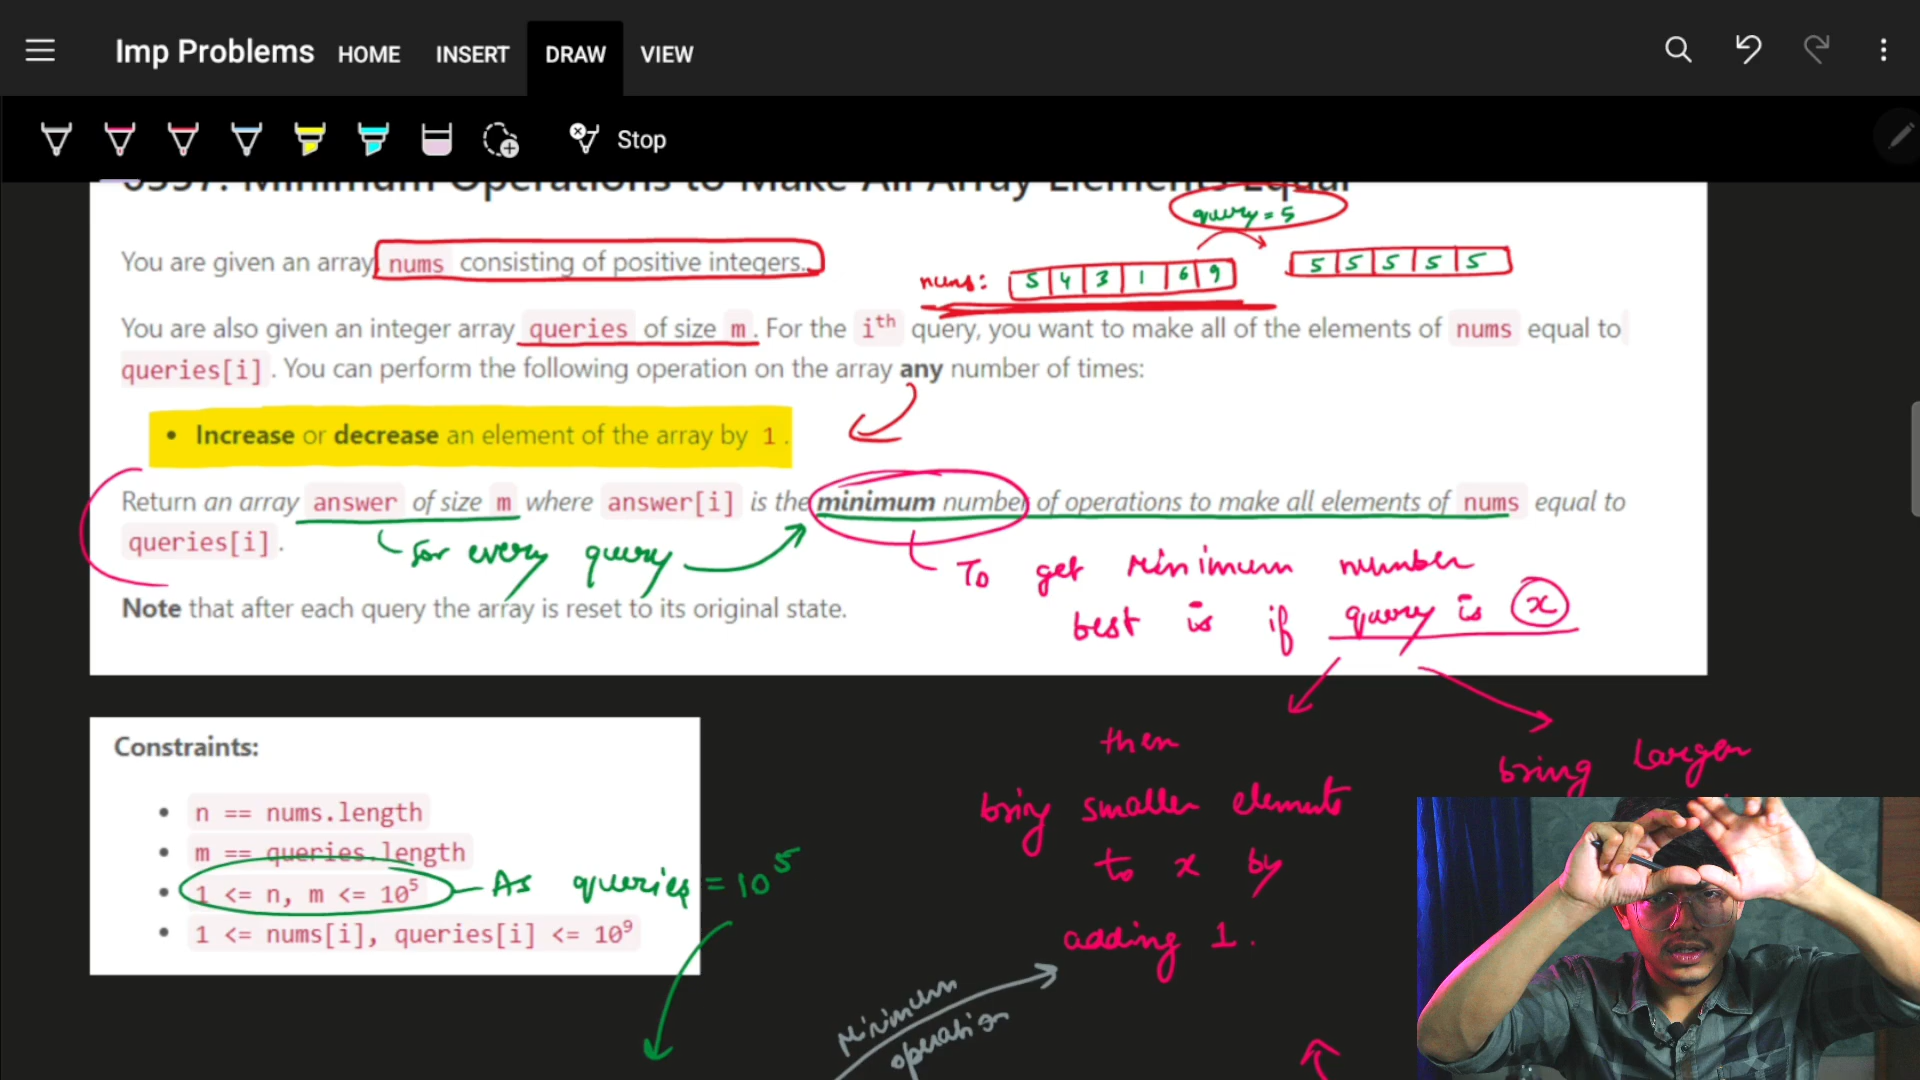 Imp Problems HOME INSERT DRAW VIEW
Stop
Minimum Operations to Make All Array Elements Equal
query = 5
You are given an array nums consisting of positive integers.
nums: 5 4 3 1 6 9
5 5 5 5 5
You are also given an integer array queries of size m. For the ith query, you want to make all of the elements of nums equal to
queries[i]. You can perform the following operation on the array any number of times:
• Increase or decrease an element of the array by 1.
Return an array answer of size m where answer[i] is the minimum number of operations to make all elements of nums equal to
queries[i].
for every query
To get Minimum number
best is if query is x
Note that after each query the array is reset to its original state.
then
bring smaller elements
to x by
adding 1.
bring larger
Constraints:
• n == nums.length
• m == queries.length
• 1 <= n, m <= 10^5
As queries = 10^5
• 1 <= nums[i], queries[i] <= 10^9
Minimum
operation